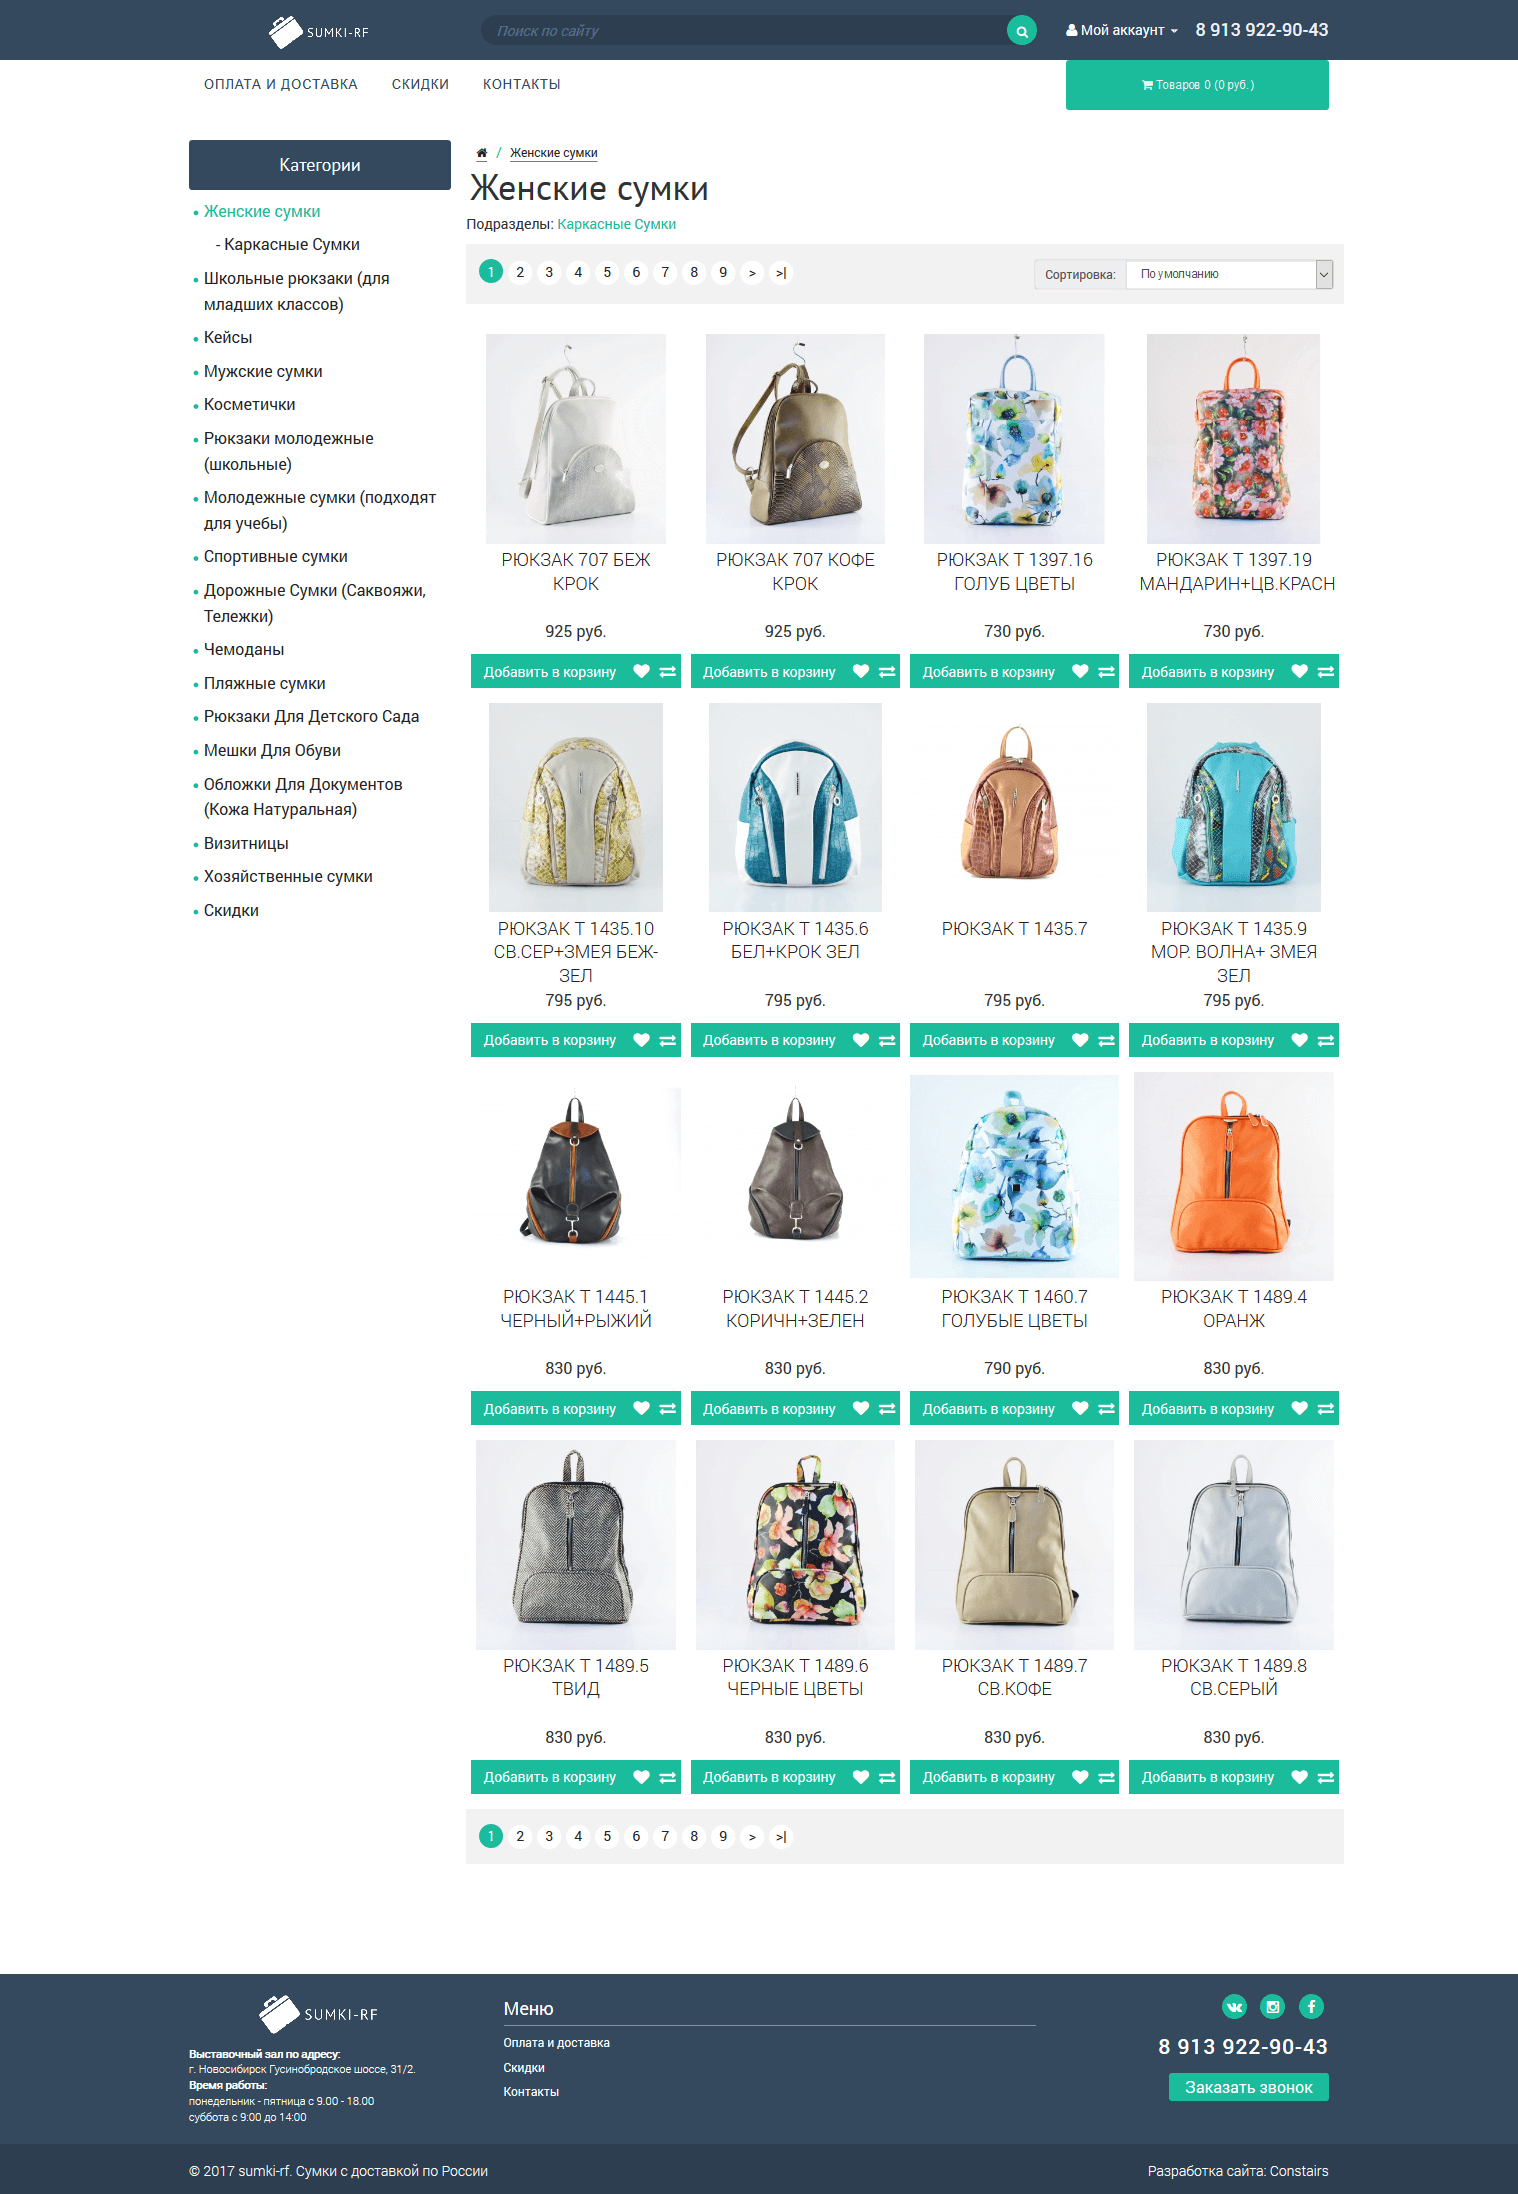 SUMKI-RF
Поиск по сайту
Мой аккаунт
8 913 922-90-43
ОПЛАТА И ДОСТАВКА СКИДКИ КОНТАКТЫ
Товаров 0 (0 руб.)
Категории
Женские сумки
- Каркасные Сумки
Школьные рюкзаки (для
младших классов)
Кейсы
Мужские сумки
Косметички
Рюкзаки молодежные
(школьные)
Молодежные сумки (подходят
для учебы)
Спортивные сумки
Дорожные Сумки (Саквояжи,
Тележки)
Чемоданы
Пляжные сумки
Рюкзаки Для Детского Сада
Мешки Для Обуви
Обложки Для Документов
(Кожа Натуральная)
Визитницы
Хозяйственные сумки
Скидки
/ Женские сумки
Женские сумки
Подразделы: Каркасные Сумки
1 2 3 4 5 6 7 8 9 > >|
Сортировка: По умолчанию
РЮКЗАК 707 БЕЖ
КРОК
925 руб.
Добавить в корзину
РЮКЗАК 707 КОФЕ
КРОК
925 руб.
Добавить в корзину
РЮКЗАК Т 1397.16
ГОЛУБ ЦВЕТЫ
730 руб.
Добавить в корзину
РЮКЗАК Т 1397.19
МАНДАРИН+ЦВ.КРАСН
730 руб.
Добавить в корзину
РЮКЗАК Т 1435.10
СВ.СЕР+ЗМЕЯ БЕЖ-
ЗЕЛ
795 руб.
Добавить в корзину
РЮКЗАК Т 1435.6
БЕЛ+КРОК ЗЕЛ
795 руб.
Добавить в корзину
РЮКЗАК Т 1435.7
795 руб.
Добавить в корзину
РЮКЗАК Т 1435.9
МОР. ВОЛНА+ ЗМЕЯ
ЗЕЛ
795 руб.
Добавить в корзину
РЮКЗАК Т 1445.1
ЧЕРНЫЙ+РЫЖИЙ
830 руб.
Добавить в корзину
РЮКЗАК Т 1445.2
КОРИЧН+ЗЕЛЕН
830 руб.
Добавить в корзину
РЮКЗАК Т 1460.7
ГОЛУБЫЕ ЦВЕТЫ
790 руб.
Добавить в корзину
РЮКЗАК Т 1489.4
ОРАНЖ
830 руб.
Добавить в корзину
РЮКЗАК Т 1489.5
ТВИД
830 руб.
Добавить в корзину
РЮКЗАК Т 1489.6
ЧЕРНЫЕ ЦВЕТЫ
830 руб.
Добавить в корзину
РЮКЗАК Т 1489.7
СВ.КОФЕ
830 руб.
Добавить в корзину
РЮКЗАК Т 1489.8
СВ.СЕРЫЙ
830 руб.
Добавить в корзину
1 2 3 4 5 6 7 8 9 > >|
SUMKI-RF
Выставочный зал по адресу:
г. Новосибирск Гусинобродское шоссе, 31/2.
Время работы:
понедельник - пятница с 9.00 - 18.00
суббота с 9:00 до 14:00
Меню
Оплата и доставка
Скидки
Контакты
8 913 922-90-43
Заказать звонок
© 2017 sumki-rf. Сумки с доставкой по России
Разработка сайта: Constairs